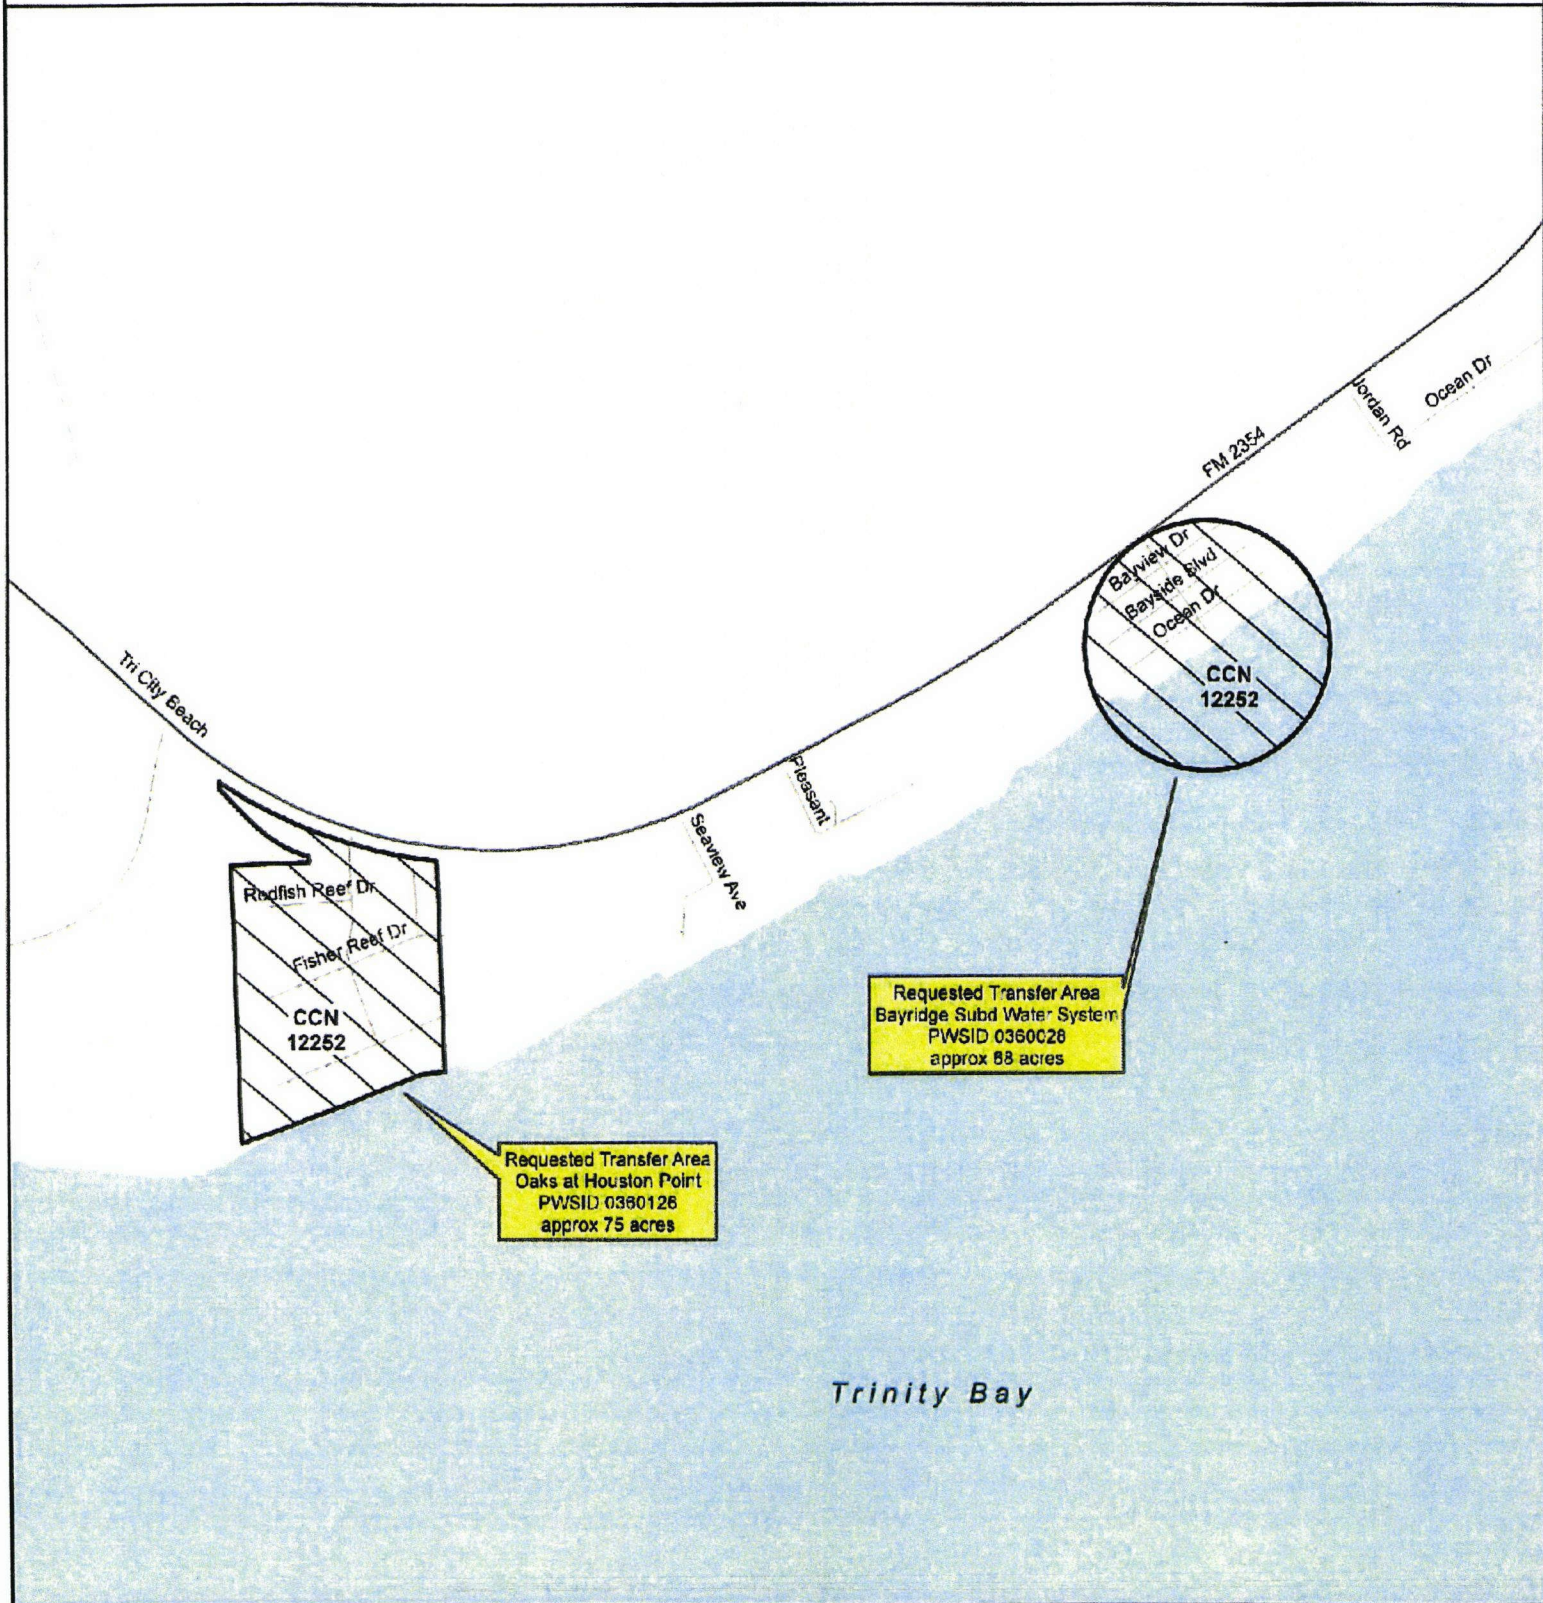 Ocean Dr
Jordan Rd
FM 2354
Bayview Dr
Bayside Blvd
Ocean Dr
CCN
12252
Tri City Beach
Pleasant
Seaview Ave
Redfish Reef Dr
Fisher Reef Dr
CCN
12252
Requested Transfer Area
Bayridge Subd Water System
PWSID 0360028
approx 88 acres
Requested Transfer Area
Oaks at Houston Point
PWSID 0360126
approx 75 acres
Trinity Bay